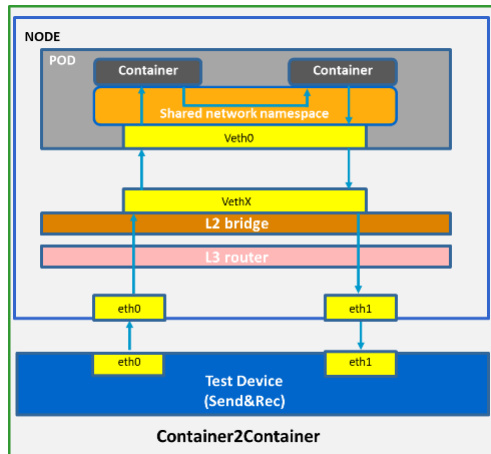 NODE
POD
Container
Container
Shared network namespace
Veth0
VethX
L2 bridge
L3 router
eth0
eth1
eth0
eth1
Test Device
(Send&Rec)
Container2Container